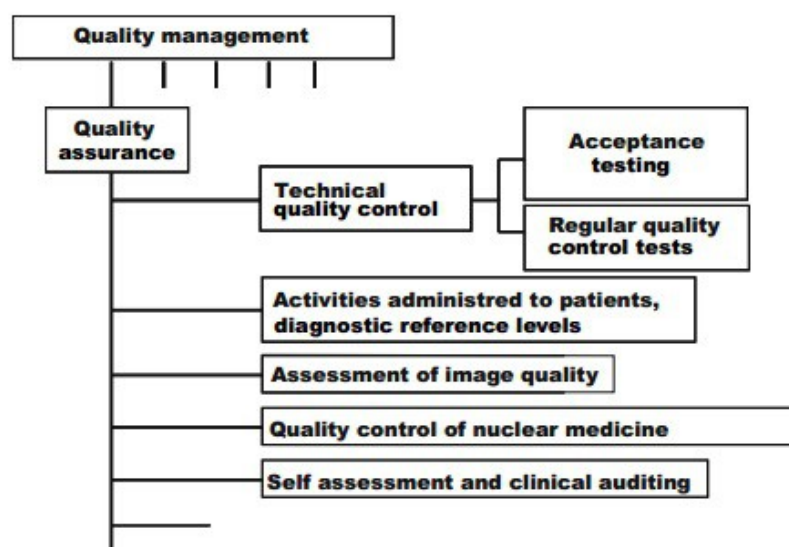 Quality management
Quality
assurance
Technical
quality control
Acceptance
testing
Regular quality
control tests
Activities administred to patients,
diagnostic reference levels
Assessment of image quality
Quality control of nuclear medicine
Self assessment and clinical auditing